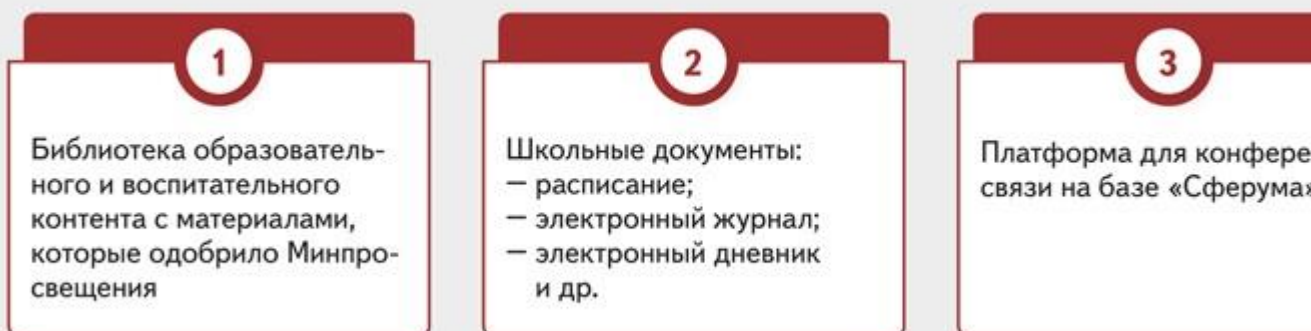 1
Библиотека образователь-
ного и воспитательного
контента с материалами,
которые одобрило Минпро-
свещения
2
Школьные документы:
— расписание;
— электронный журнал;
— электронный дневник
и др.
3
Платформа для
связи на базе «Сферума»